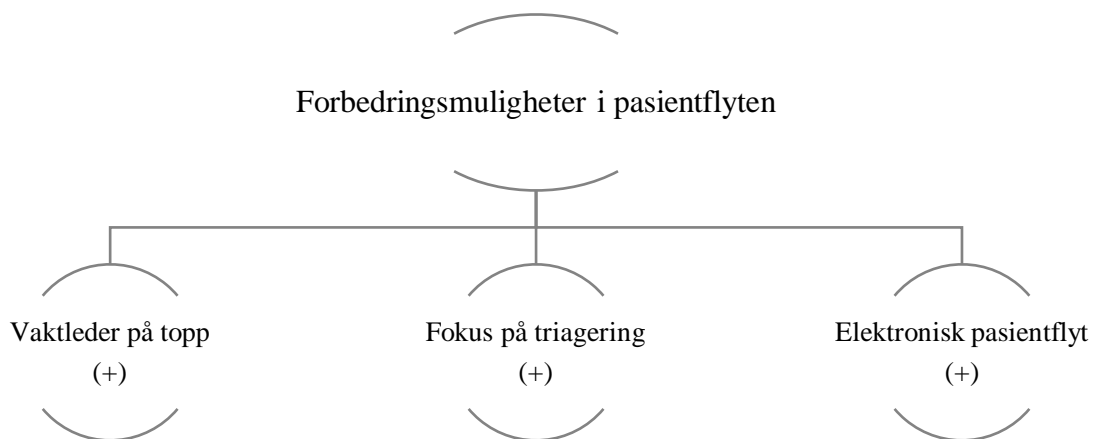 Forbedringsmuligheter i pasientflyten
Vaktleder på topp
(+)
Fokus på triagering
(+)
Elektronisk pasientflyt
(+)